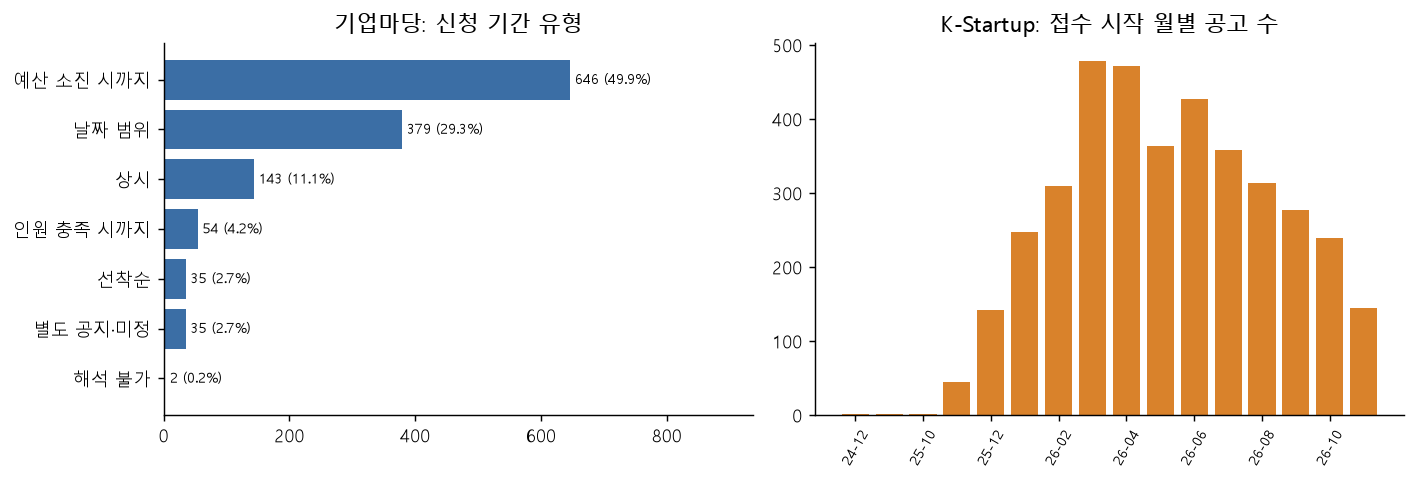 기업마당: 신청 기간 유형
예산 소진 시까지
646 (49.9%)
날짜 범위
379 (29.3%)
상시
143 (11.1%)
인원 충족 시까지
54 (4.2%)
선착순
35 (2.7%)
별도 공지·미정
35 (2.7%)
해석 불가
2 (0.2%)
0 200 400 600 800
K-Startup: 접수 시작 월별 공고 수
500
400
300
200
100
0
24-12 25-10 25-12 26-02 26-04 26-06 26-08 26-10